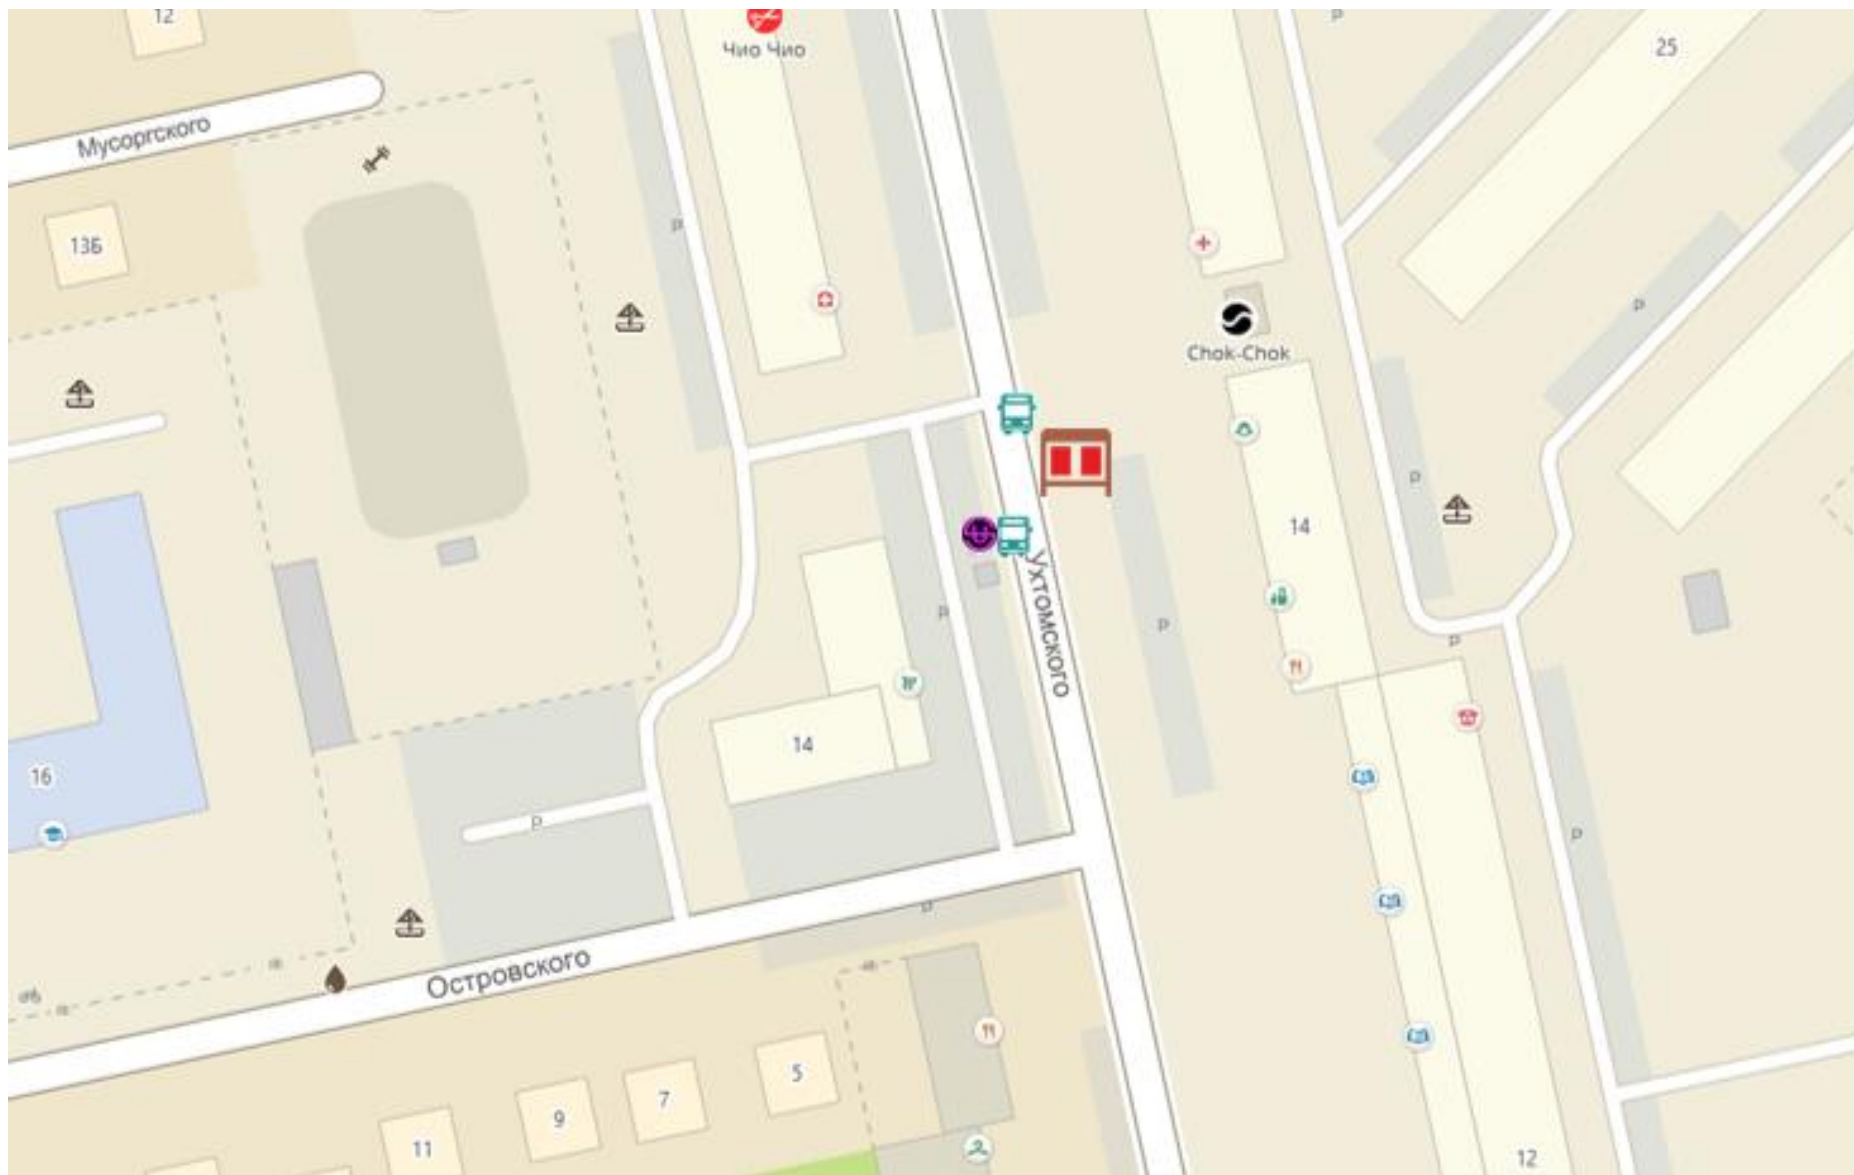 12
Чио Чио
25
Мусоргского
P
13Б
P
P
Chok-Chok
P
14
Ухтомского
P
P
P
14
16
P
P
P
Островского
5
7
9
11
12